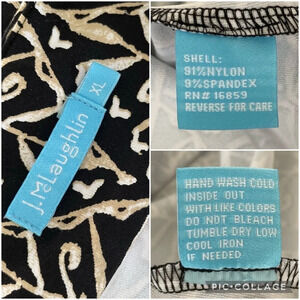 XL
J.McLaughlin
SHELL:
91%NYLON
9%SPANDEX
RN# 16859
REVERSE FOR CARE
HAND WASH COLD
INSIDE OUT
WITH LIKE COLORS
DO NOT BLEACH
TUMBLE DRY LOW
COOL IRON
IF NEEDED
PIC•COLLAGE